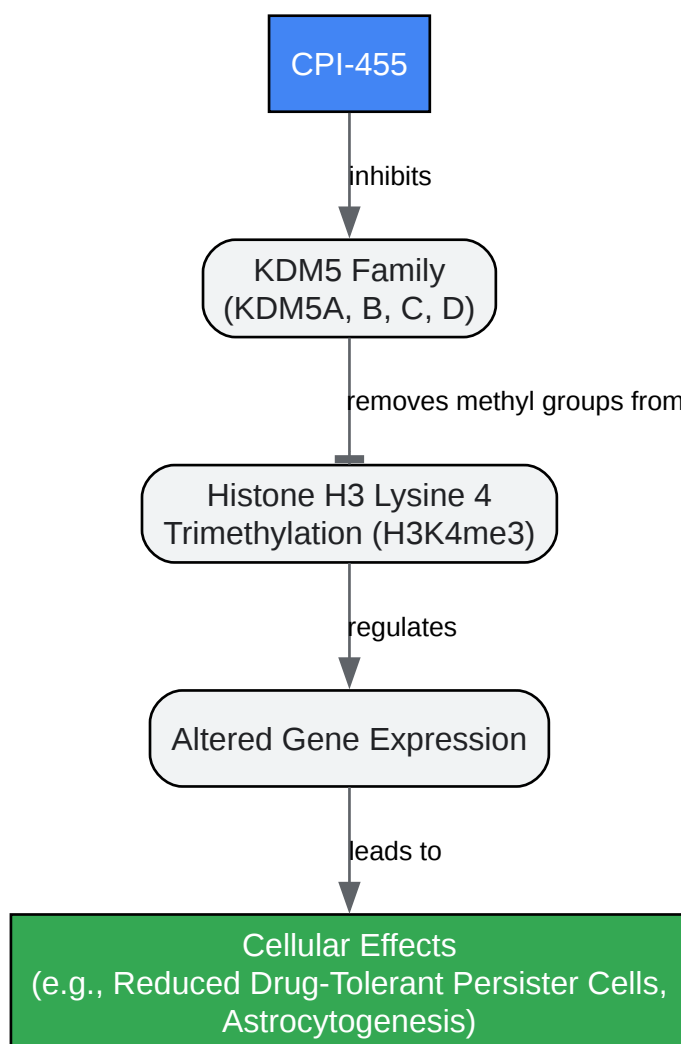 CPI-455
inhibits
KDM5 Family
(KDM5A, B, C, D)
removes methyl groups from
Histone H3 Lysine 4
Trimethylation (H3K4me3)
regulates
Altered Gene Expression
leads to
Cellular Effects
(e.g., Reduced Drug-Tolerant Persister Cells,
Astrocytogenesis)